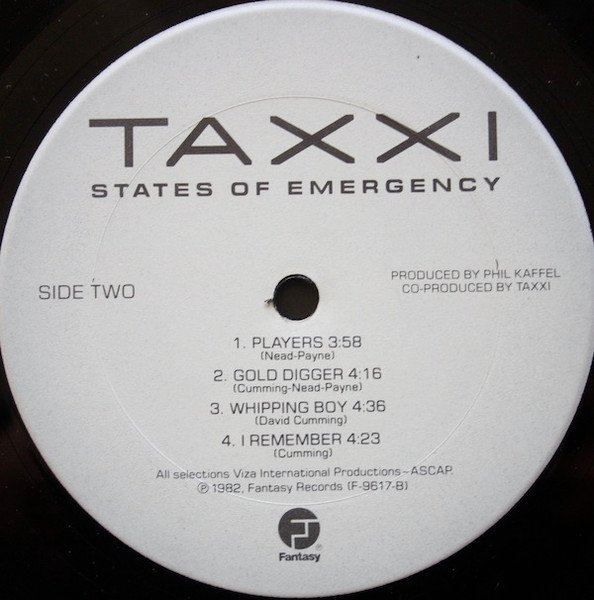 TAXXI
STATES OF EMERGENCY
SIDE TWO
PRODUCED BY PHIL KAFFEL
CO-PRODUCED BY TAXXI
1. PLAYERS 3:58
(Nead-Payne)
2. GOLD DIGGER 4:16
(Cumming-Nead-Payne)
3. WHIPPING BOY 4:36
(David Cumming)
4. I REMEMBER 4:23
(Cumming)
All selections Viza International Productions~ASCAP.
℗ 1982, Fantasy Records (F-9617-B)
®
Fantasy